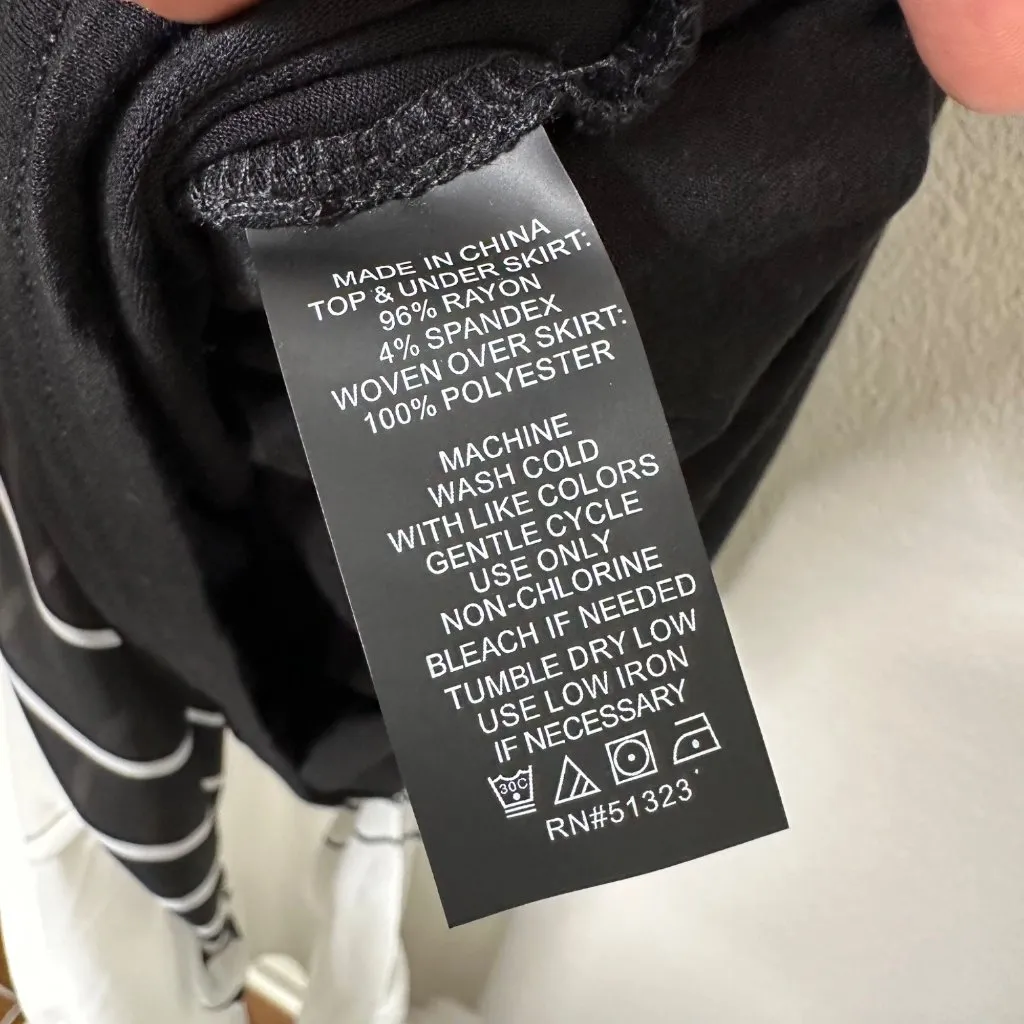 MADE IN CHINA
TOP & UNDER SKIRT:
96% RAYON
4% SPANDEX
WOVEN OVER SKIRT:
100% POLYESTER
MACHINE
WASH COLD
WITH LIKE COLORS
GENTLE CYCLE
USE ONLY
NON-CHLORINE
BLEACH IF NEEDED
TUMBLE DRY LOW
USE LOW IRON
IF NECESSARY
30C
RN#51323